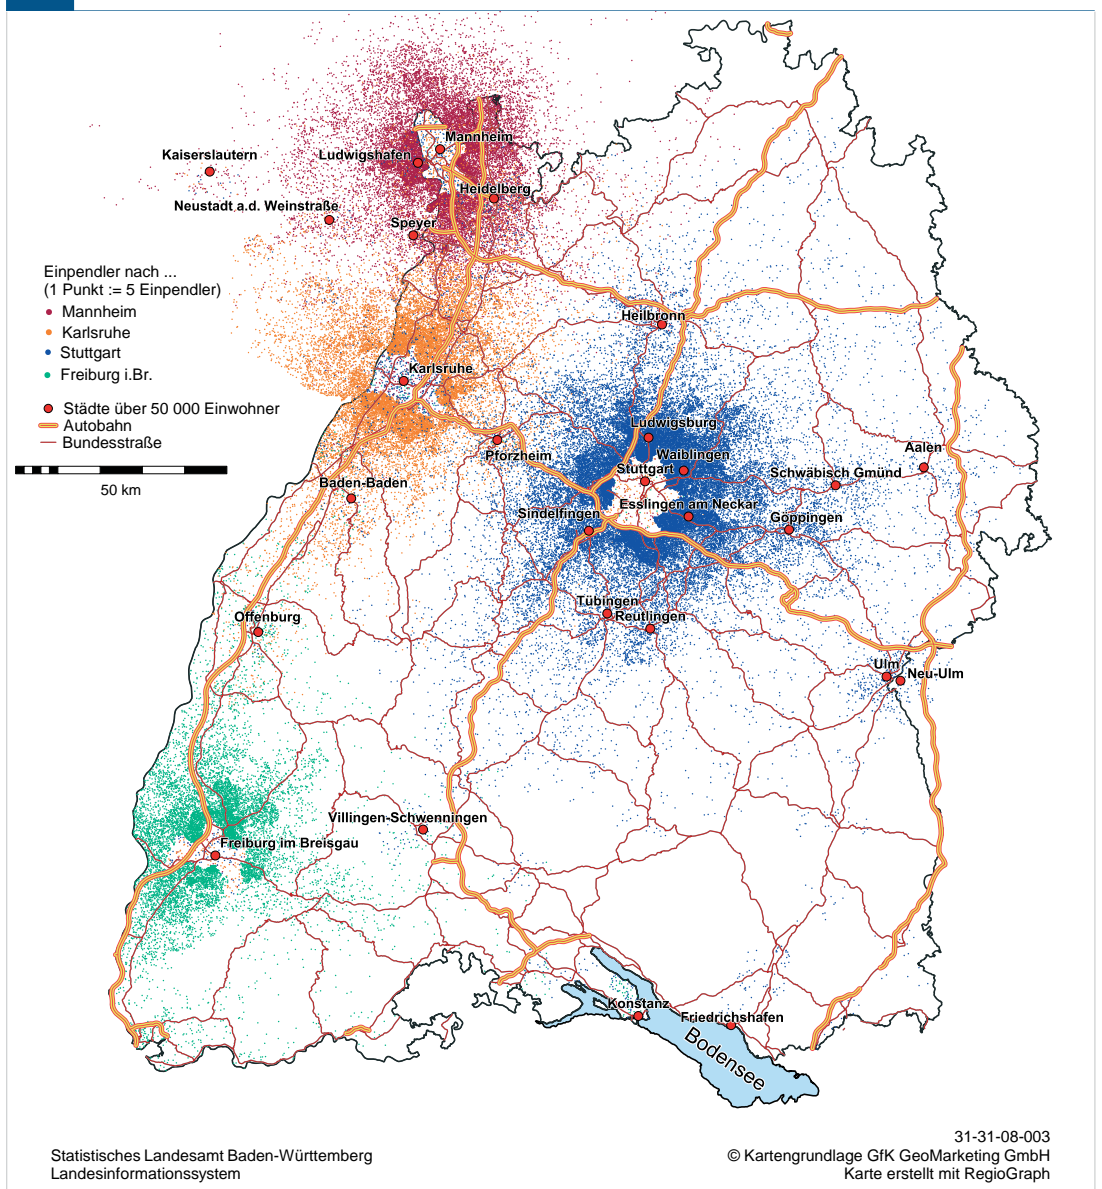 Mannheim
Kaiserslautern
Ludwigshafen
Heidelberg
Neustadt a.d. Weinstraße
Speyer
Einpendler nach ...
(1 Punkt := 5 Einpendler)
Mannheim
Karlsruhe
Stuttgart
Freiburg i.Br.
Städte über 50 000 Einwohner
Autobahn
Bundesstraße
50 km
Heilbronn
Karlsruhe
Ludwigsburg
Pforzheim
Waiblingen
Stuttgart
Aalen
Schwäbisch Gmünd
Baden-Baden
Esslingen am Neckar
Sindelfingen
Göppingen
Tübingen
Reutlingen
Offenburg
Ulm
Neu-Ulm
Villingen-Schwenningen
Freiburg im Breisgau
Konstanz
Friedrichshafen
Bodensee
31-31-08-003
Statistisches Landesamt Baden-Württemberg
Landesinformationssystem
© Kartengrundlage GfK GeoMarketing GmbH
Karte erstellt mit RegioGraph